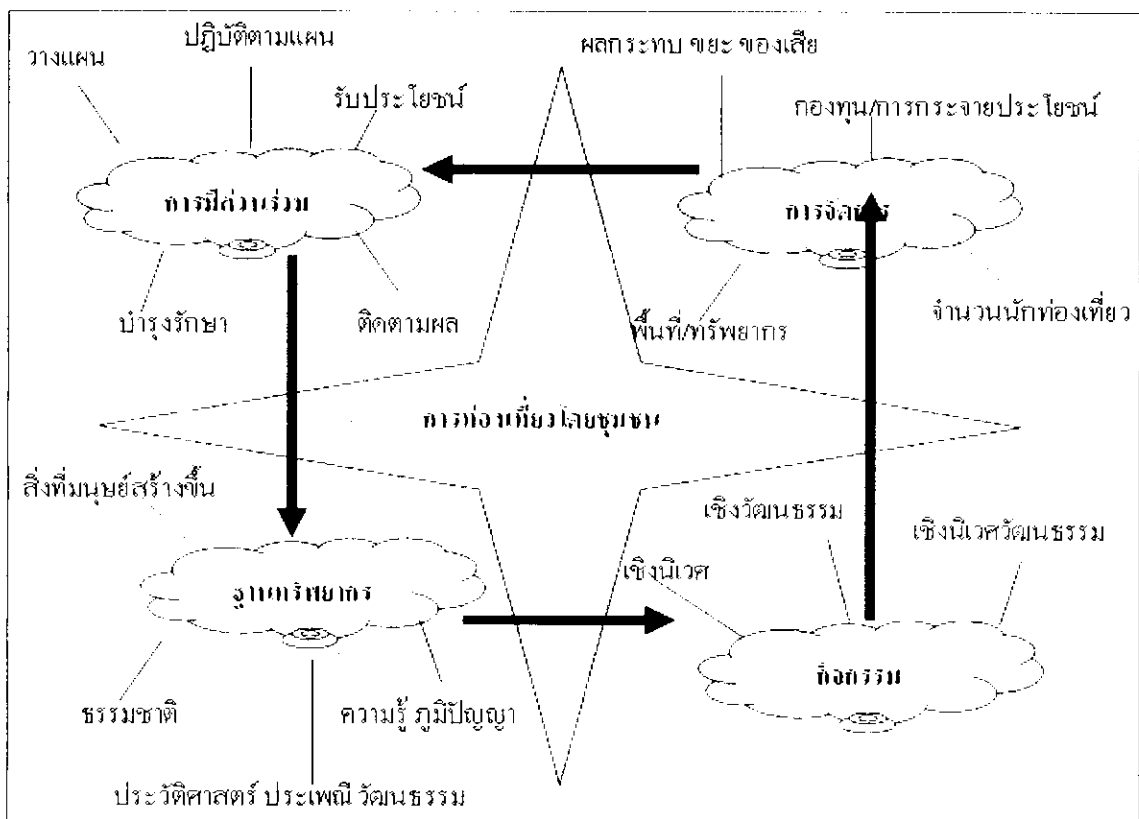 วางแผน
ปฏิบัติตามแผน
รับประโยชน์
การมีส่วนร่วม
บำรุงรักษา
ติดตามผล
ผลกระทบ ขยะ ของเสีย
กองทุน/การกระจายประโยชน์
การจัดการ
พื้นที่/ทรัพยากร
จำนวนนักท่องเที่ยว
การท่องเที่ยวโดยชุมชน
สิ่งที่มนุษย์สร้างขึ้น
ฐานทรัพยากร
ธรรมชาติ
ความรู้ ภูมิปัญญา
ประวัติศาสตร์ ประเพณี วัฒนธรรม
เชิงวัฒนธรรม
เชิงนิเวศวัฒนธรรม
เชิงนิเวศ
กิจกรรม